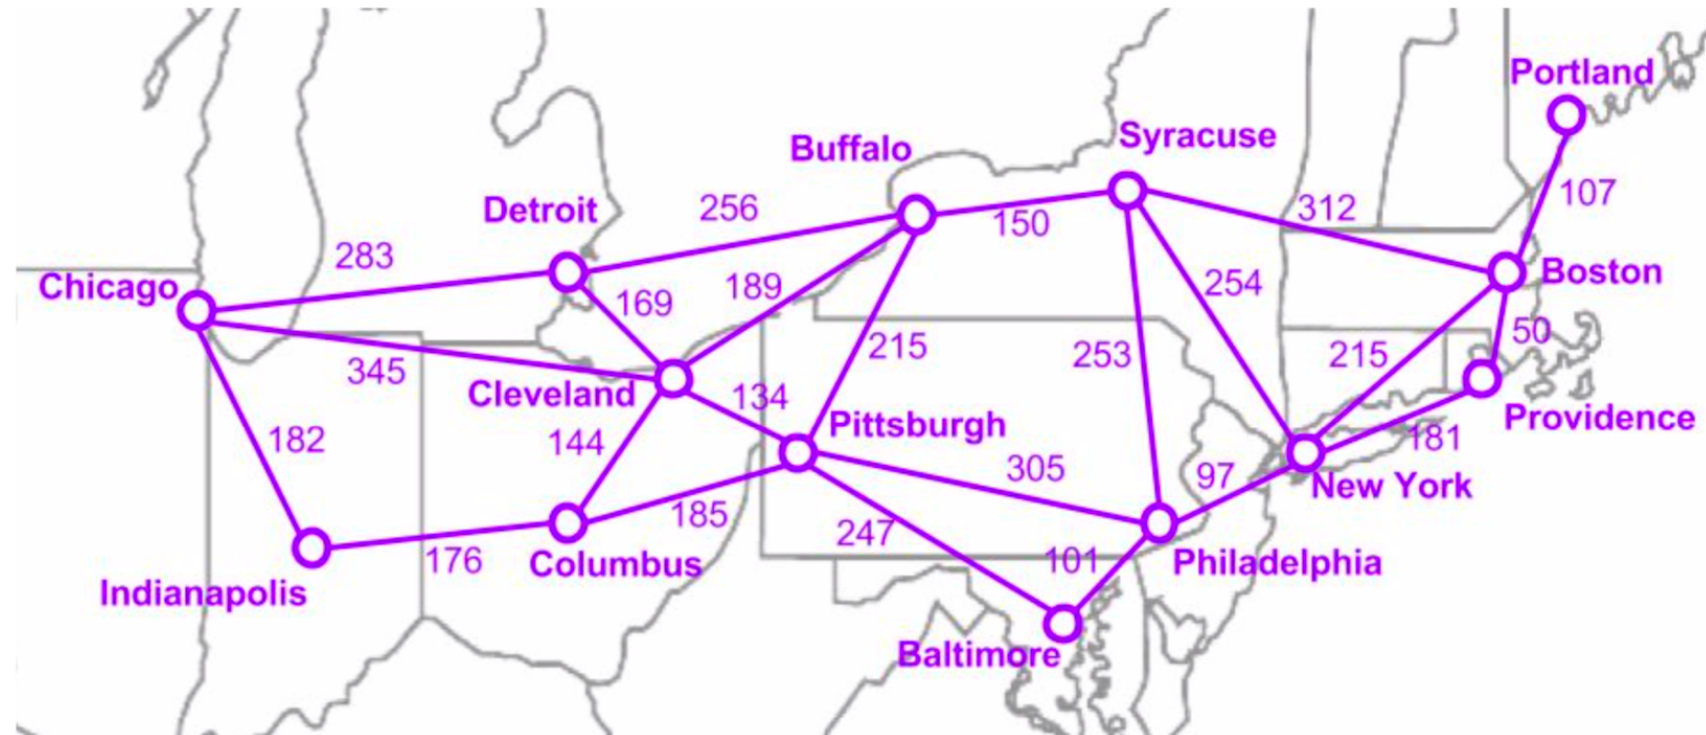 Portland
Syracuse
Buffalo
107
Detroit
256
312
150
283
Boston
Chicago
254
189
169
50
215
253
215
345
Cleveland
134
Providence
Pittsburgh
181
182
144
305
97
New York
185
247
176
Columbus
101
Philadelphia
Indianapolis
Baltimore